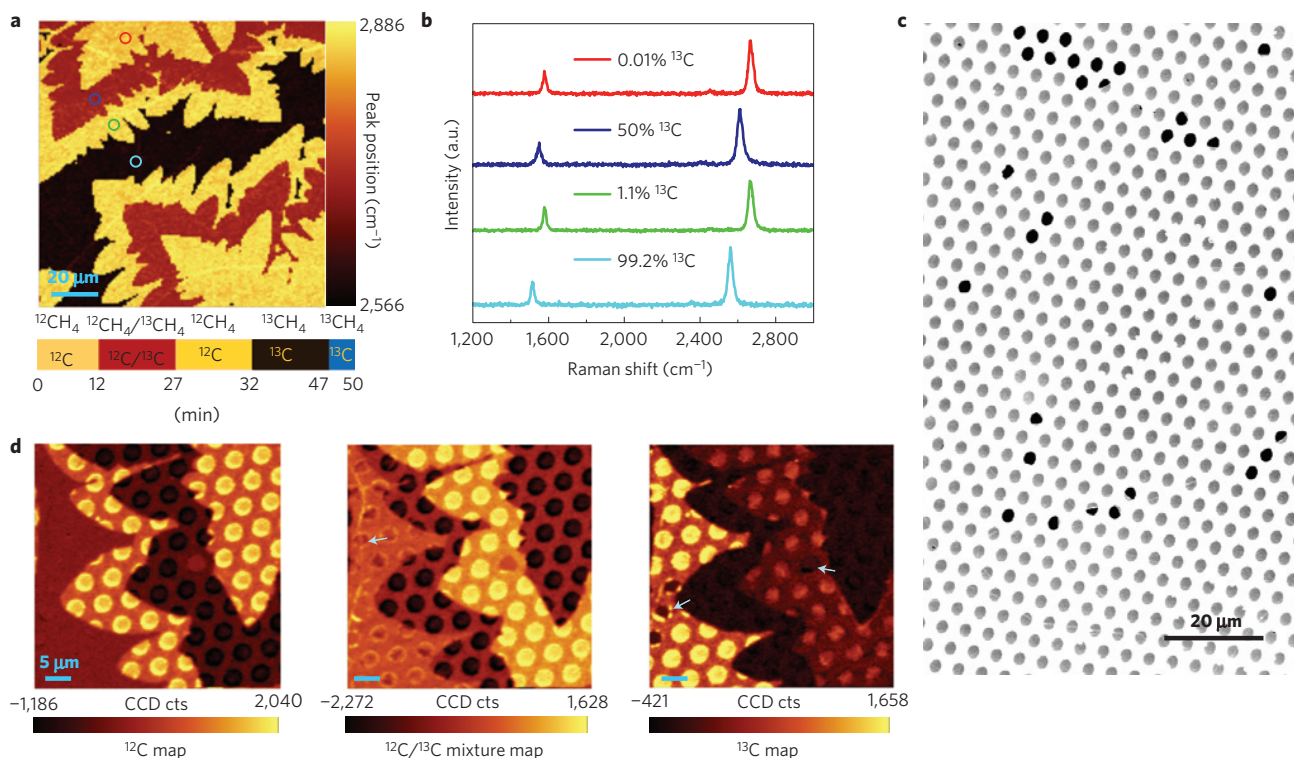 a
2,886
Peak position (cm⁻¹)
2,566
20 µm
¹²CH₄ ¹²CH₄/¹³CH₄ ¹²CH₄ ¹³CH₄ ¹³CH₄
¹²C ¹²C/¹³C ¹²C ¹³C ¹³C
0 12 27 32 47 50
(min)
b
Intensity (a.u.)
0.01% ¹³C
50% ¹³C
1.1% ¹³C
99.2% ¹³C
1,200 1,600 2,000 2,400 2,800
Raman shift (cm⁻¹)
c
20 µm
d
5 µm
−1,186 CCD cts 2,040
¹²C map
−2,272 CCD cts 1,628
¹²C/¹³C mixture map
−421 CCD cts 1,658
¹³C map